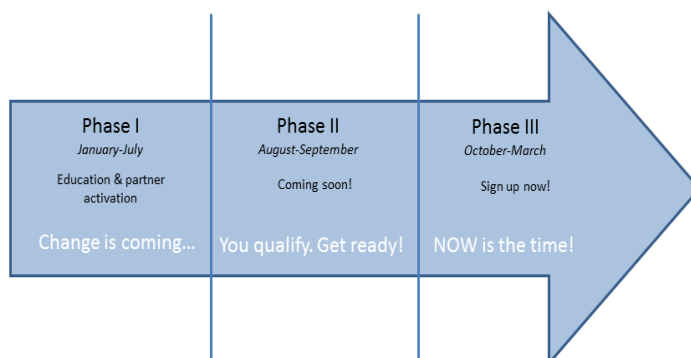 Phase I
January-July
Education & partner
activation
Change is coming...
Phase II
August-September
Coming soon!
You qualify. Get ready!
Phase III
October-March
Sign up now!
NOW is the time!